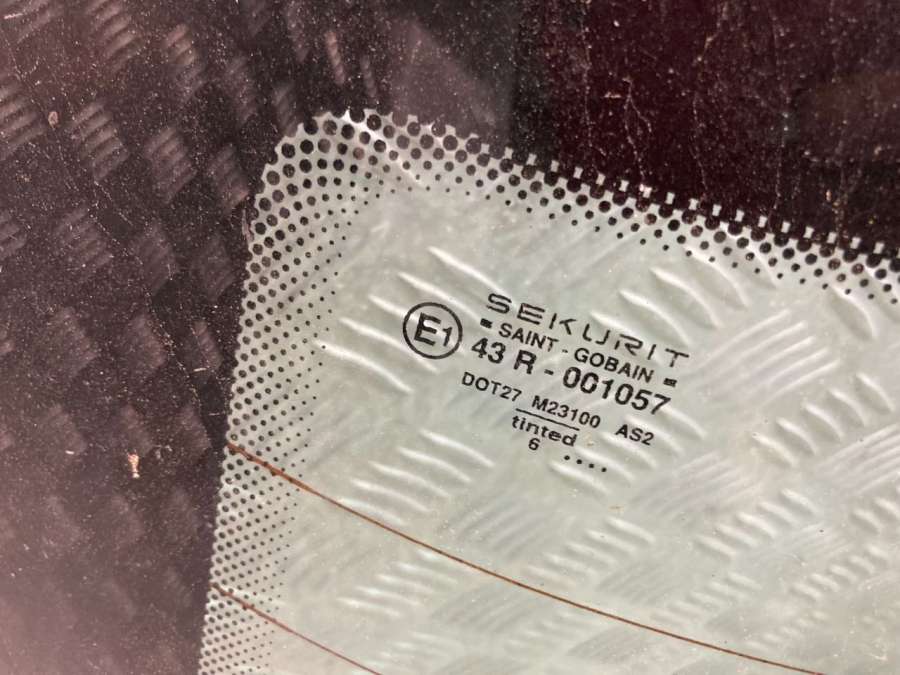 SEKURIT
SAINT - GOBAIN
E1
43 R - 001057
DOT27 M23100 AS2
tinted
6 ....